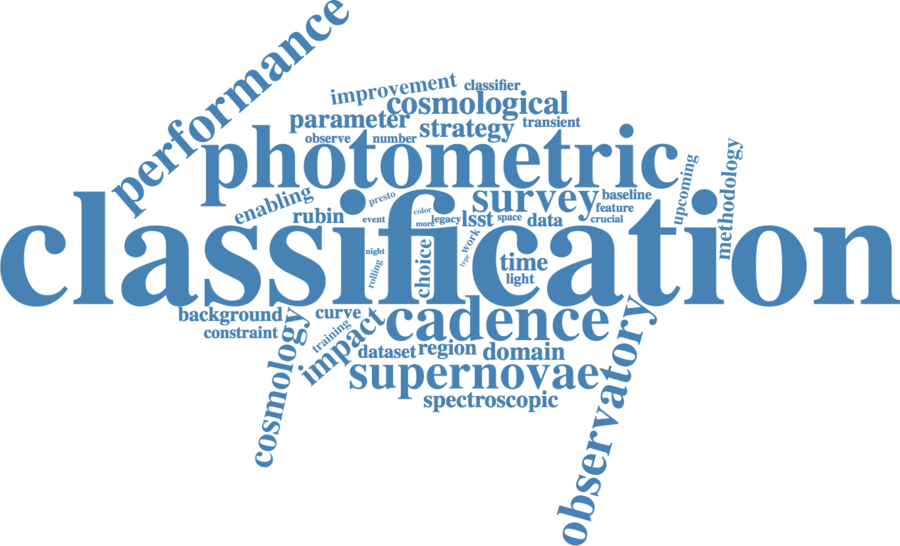 performance
improvement
classifier
cosmological
parameter
strategy
transient
observe
number
photometric
upcoming
methodology
enabling
presto
survey
baseline
feature
crucial
rubin
event
color
more
legacy
lsst
space
data
classification
night
rolling
choice
type
work
time
light
background
constraint
curve
training
impact
cadence
cosmology
dataset
region
domain
supernovae
spectroscopic
observatory